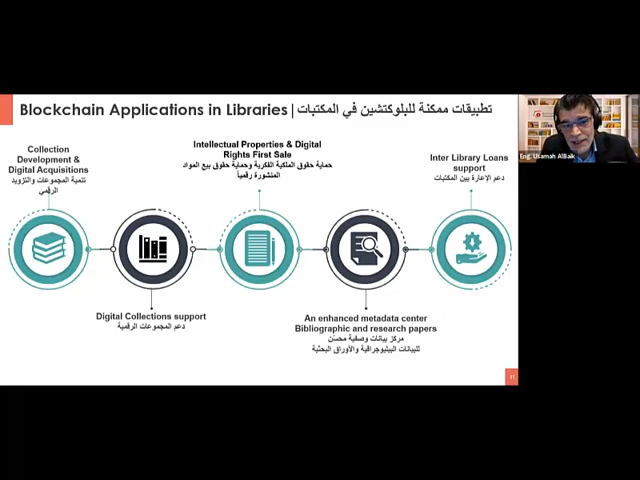 Blockchain Applications in Libraries | تطبيقات ممكنة للبلوكتشين في المكتبات
Collection
Development &
Digital Acquisitions
تنمية المجموعات والتزويد
الرقمي
Intellectual Properties & Digital
Rights First Sale
حماية حقوق الملكية الفكرية وحماية حقوق بيع المواد
المنشورة رقمياً
Inter Library Loans
support
دعم الإعارة بين المكتبات
Digital Collections support
دعم المجموعات الرقمية
An enhanced metadata center
Bibliographic and research papers
مركز بيانات وصفية محسّن
للبيانات الببليوجرافية والأوراق البحثية
Eng. Usamah AlBaik
11